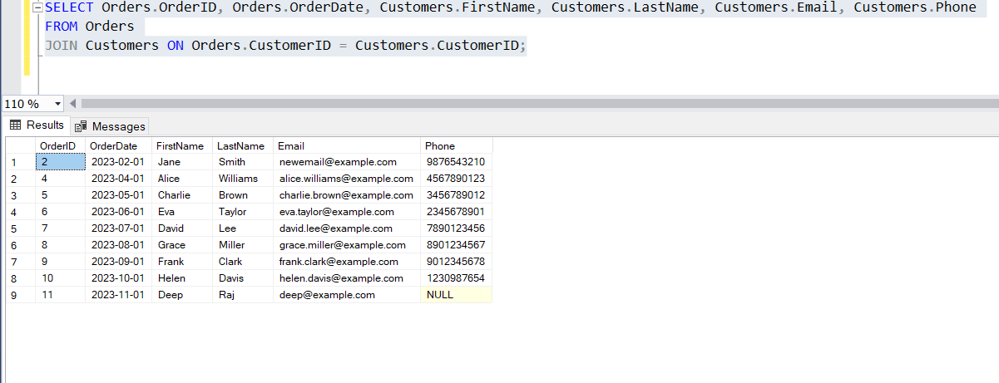 SELECT Orders.OrderID, Orders.OrderDate, Customers.FirstName, Customers.LastName, Customers.Email, Customers.Phone
FROM Orders
JOIN Customers ON Orders.CustomerID = Customers.CustomerID;
110 %
Results Messages
OrderID OrderDate FirstName LastName Email Phone
1 2 2023-02-01 Jane Smith newemail@example.com 9876543210
2 4 2023-04-01 Alice Williams alice.williams@example.com 4567890123
3 5 2023-05-01 Charlie Brown charlie.brown@example.com 3456789012
4 6 2023-06-01 Eva Taylor eva.taylor@example.com 2345678901
5 7 2023-07-01 David Lee david.lee@example.com 7890123456
6 8 2023-08-01 Grace Miller grace.miller@example.com 8901234567
7 9 2023-09-01 Frank Clark frank.clark@example.com 9012345678
8 10 2023-10-01 Helen Davis helen.davis@example.com 1230987654
9 11 2023-11-01 Deep Raj deep@example.com NULL